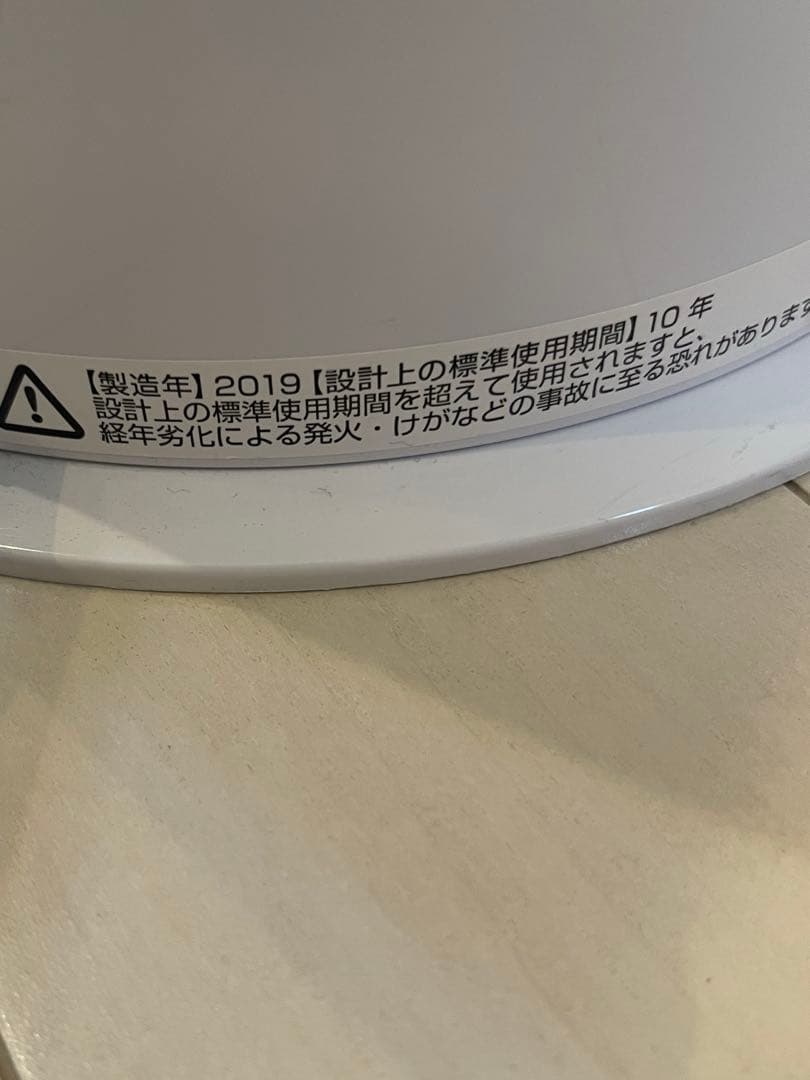 【製造年】2019【設計上の標準使用期間】10 年
設計上の標準使用期間を超えて使用されますと、
経年劣化による発火・けがなどの事故に至る恐れがあります